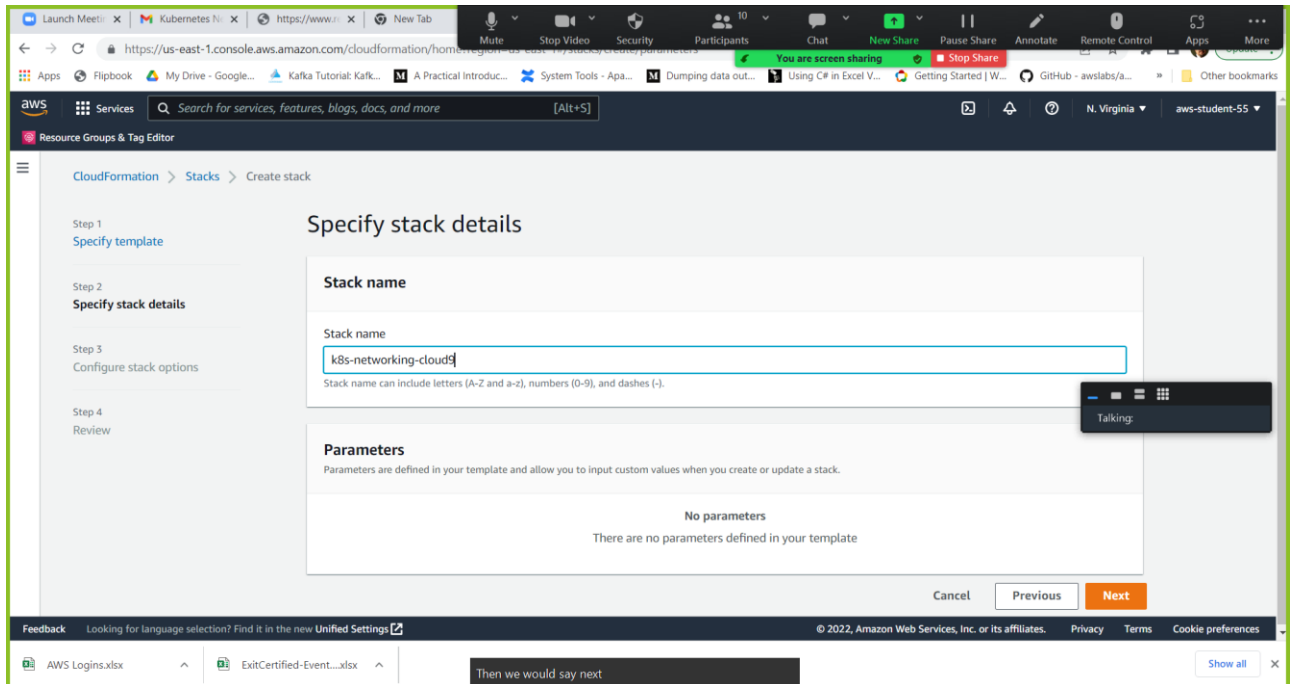 Launch Meetin
Kubernetes N
https://www.r
New Tab
Mute
Stop Video
Security
Participants
10
Chat
New Share
Pause Share
Annotate
Remote Control
Apps
More
https://us-east-1.console.aws.amazon.com/cloudformation/home
You are screen sharing
Stop Share
Apps
Flipbook
My Drive - Google...
Kafka Tutorial: Kafk...
A Practical Introduc...
System Tools - Apa...
Dumping data out...
Using C# in Excel V...
Getting Started | W...
GitHub - awslabs/a...
»
Other bookmarks
aws
Services
Search for services, features, blogs, docs, and more
[Alt+S]
N. Virginia
aws-student-55
Resource Groups & Tag Editor
CloudFormation > Stacks > Create stack
Step 1
Specify template
Step 2
Specify stack details
Step 3
Configure stack options
Step 4
Review
Specify stack details
Stack name
Stack name
k8s-networking-cloud9
Stack name can include letters (A-Z and a-z), numbers (0-9), and dashes (-).
Talking:
Parameters
Parameters are defined in your template and allow you to input custom values when you create or update a stack.
No parameters
There are no parameters defined in your template
Cancel
Previous
Next
Feedback
Looking for language selection? Find it in the new Unified Settings
© 2022, Amazon Web Services, Inc. or its affiliates.
Privacy
Terms
Cookie preferences
AWS Logins.xlsx
ExitCertified-Event....xlsx
Then we would say next
Show all